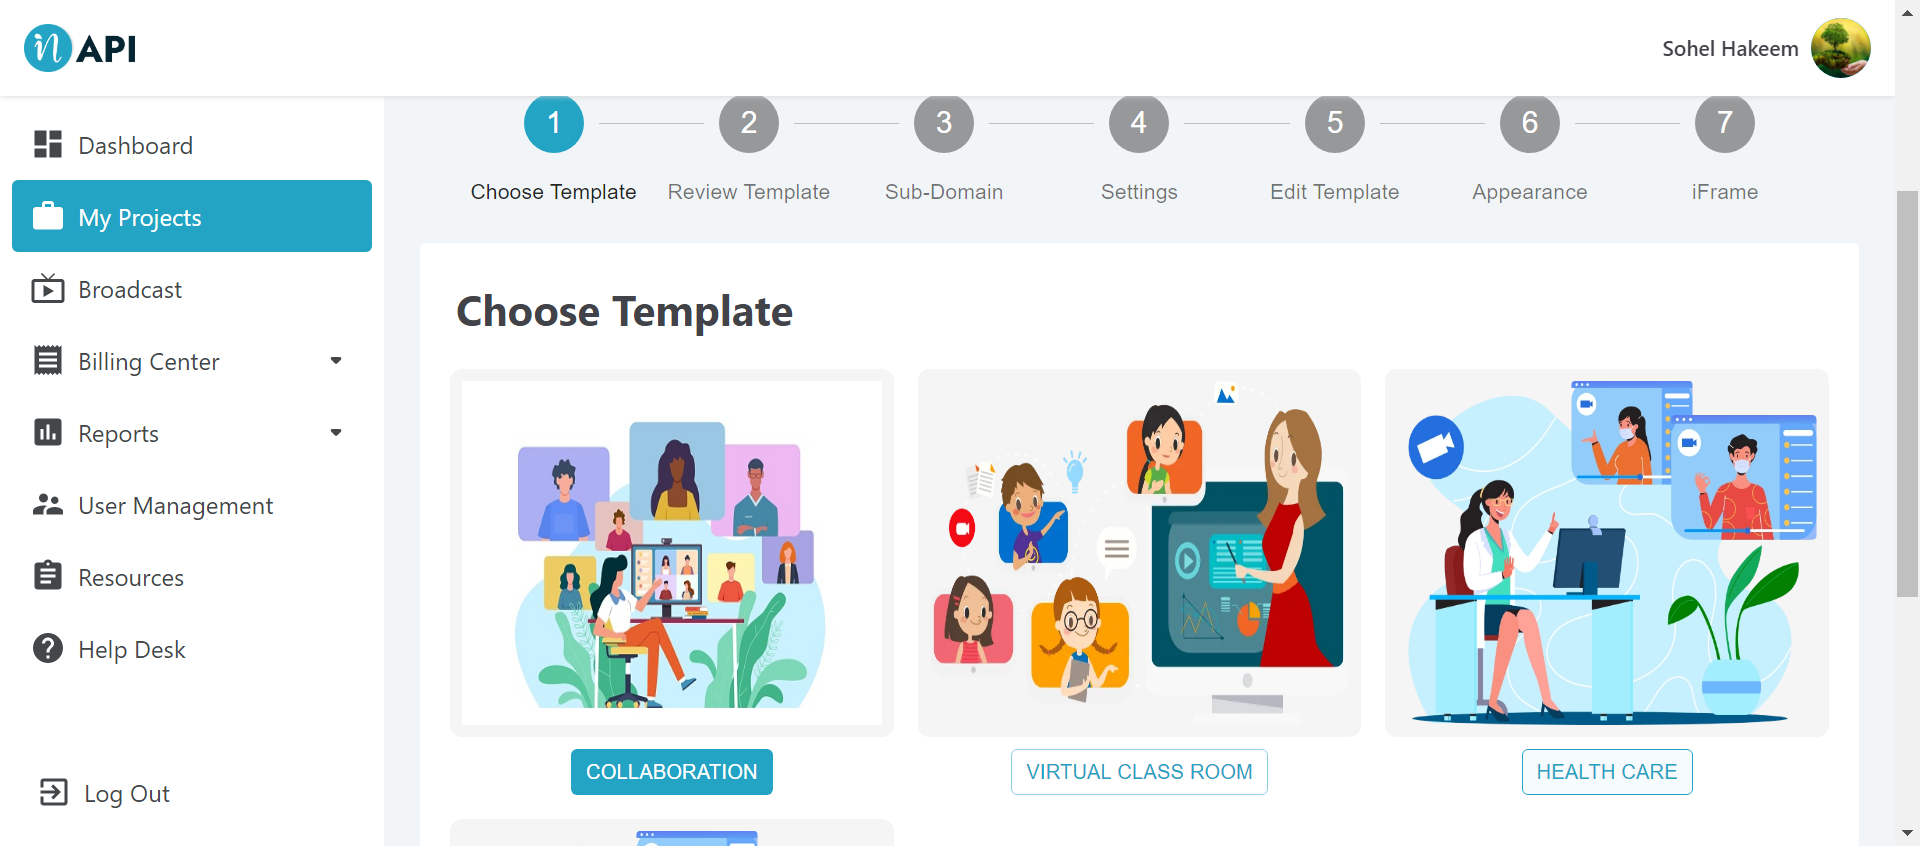 in API
Sohel Hakeem
Dashboard
My Projects
Broadcast
Billing Center
Reports
User Management
Resources
Help Desk
Log Out
1 2 3 4 5 6 7
Choose Template Review Template Sub-Domain Settings Edit Template Appearance iFrame
Choose Template
COLLABORATION VIRTUAL CLASS ROOM HEALTH CARE